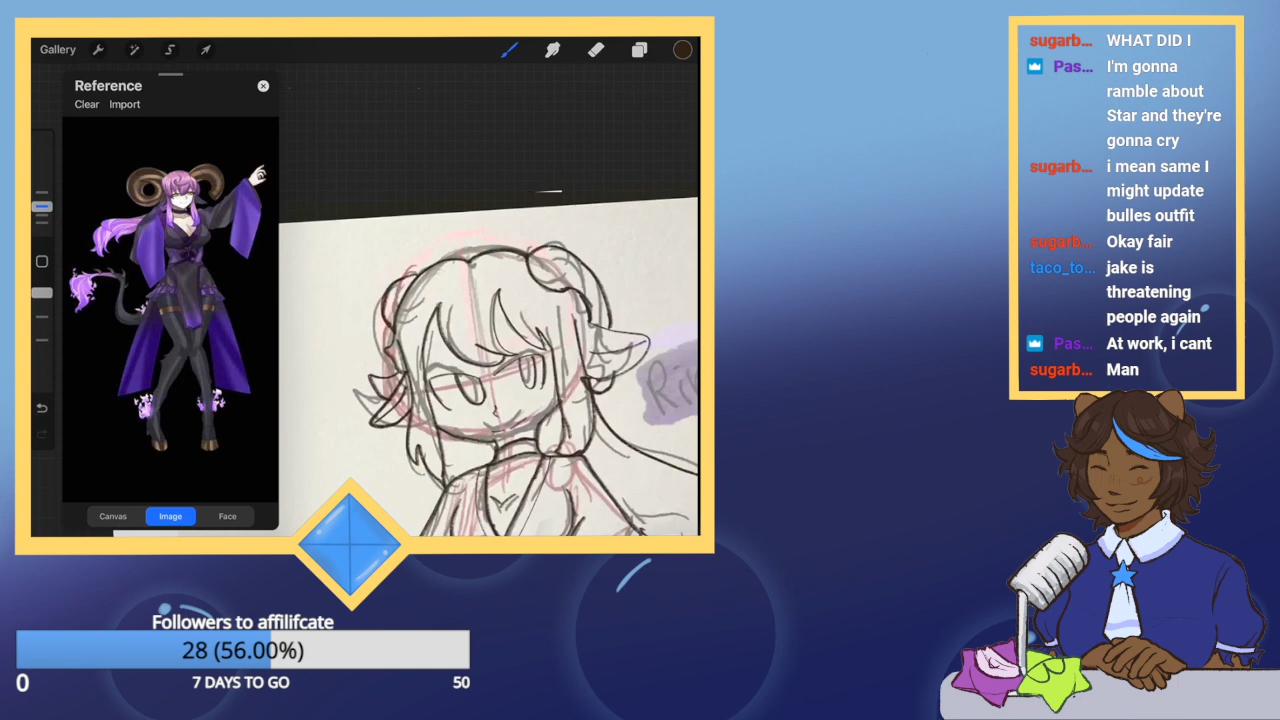 Gallery
Reference
Clear Import
Canvas Image Face
sugarb... WHAT DID I
Pas... I'm gonna
ramble about
Star and they're
gonna cry
sugarb... i mean same I
might update
bulles outfit
sugarb... Okay fair
taco_to... jake is
threatening
people again
Pas... At work, i cant
sugarb... Man
Followers to affilifcate
28 (56.00%)
0 7 DAYS TO GO 50